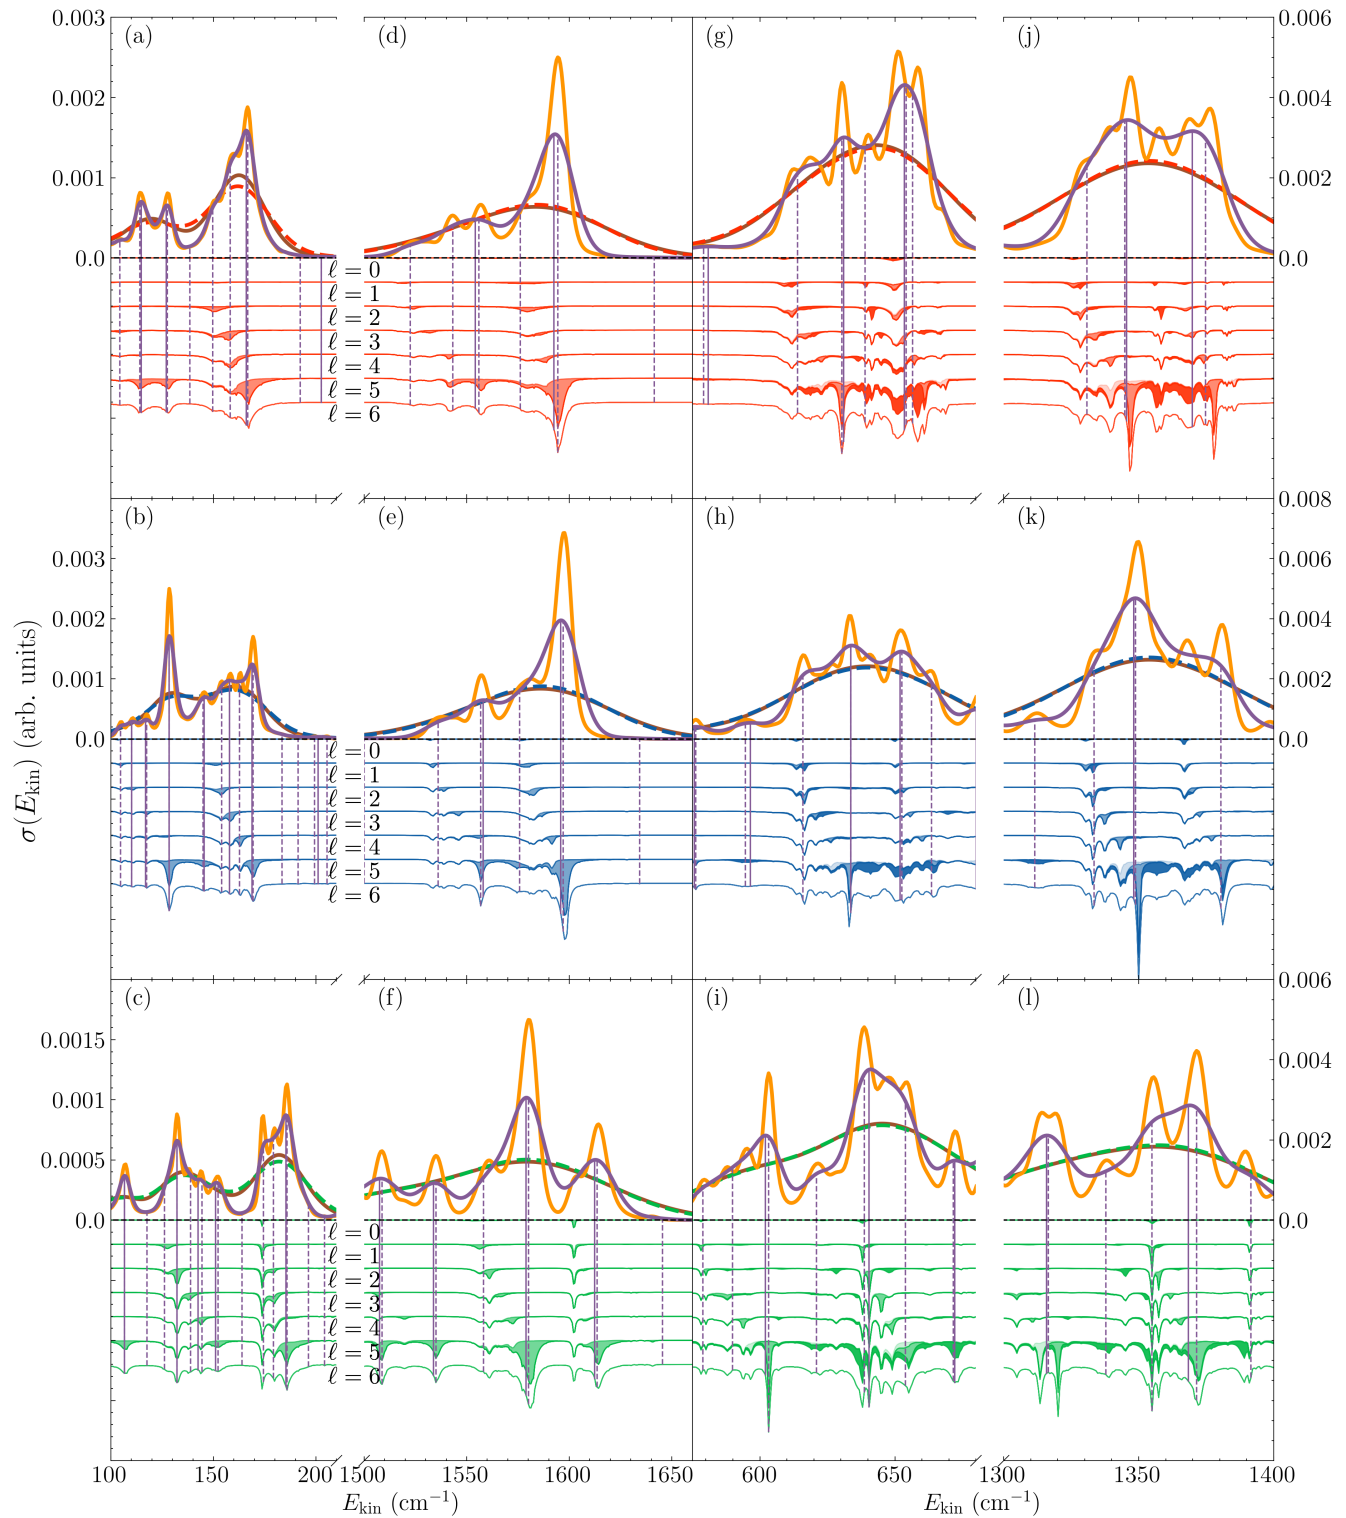 0.003
(a)
(d)
(g)
(j)
0.006
0.002
0.004
0.001
0.002
0.0
0.0
ℓ = 0
ℓ = 1
ℓ = 2
ℓ = 3
ℓ = 4
ℓ = 5
ℓ = 6
(b)
(e)
(h)
(k)
0.008
0.003
0.006
0.002
0.004
0.001
0.002
0.0
0.0
ℓ = 0
ℓ = 1
ℓ = 2
ℓ = 3
ℓ = 4
ℓ = 5
ℓ = 6
σ(E_kin) (arb. units)
(c)
(f)
(i)
(l)
0.006
0.0015
0.004
0.001
0.0005
0.002
0.0
0.0
ℓ = 0
ℓ = 1
ℓ = 2
ℓ = 3
ℓ = 4
ℓ = 5
ℓ = 6
100 150 200 1500 1550 1600 1650 600 650 1300 1350 1400
E_kin (cm⁻¹) E_kin (cm⁻¹)